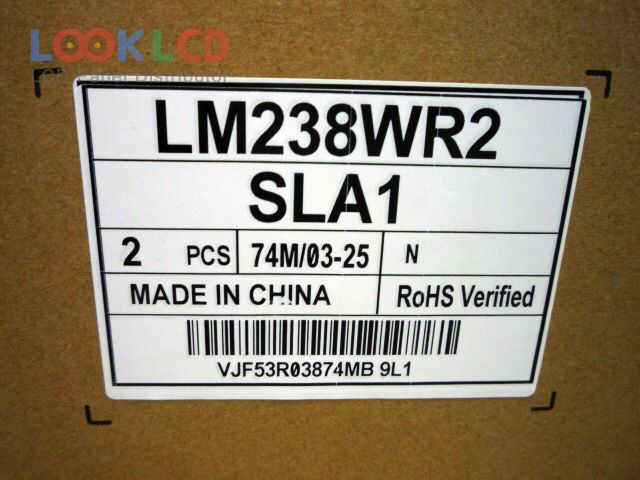 LOOKLCD
LM238WR2
SLA1
2 PCS 74M/03-25 N
MADE IN CHINA RoHS Verified
VJF53R03874MB 9L1